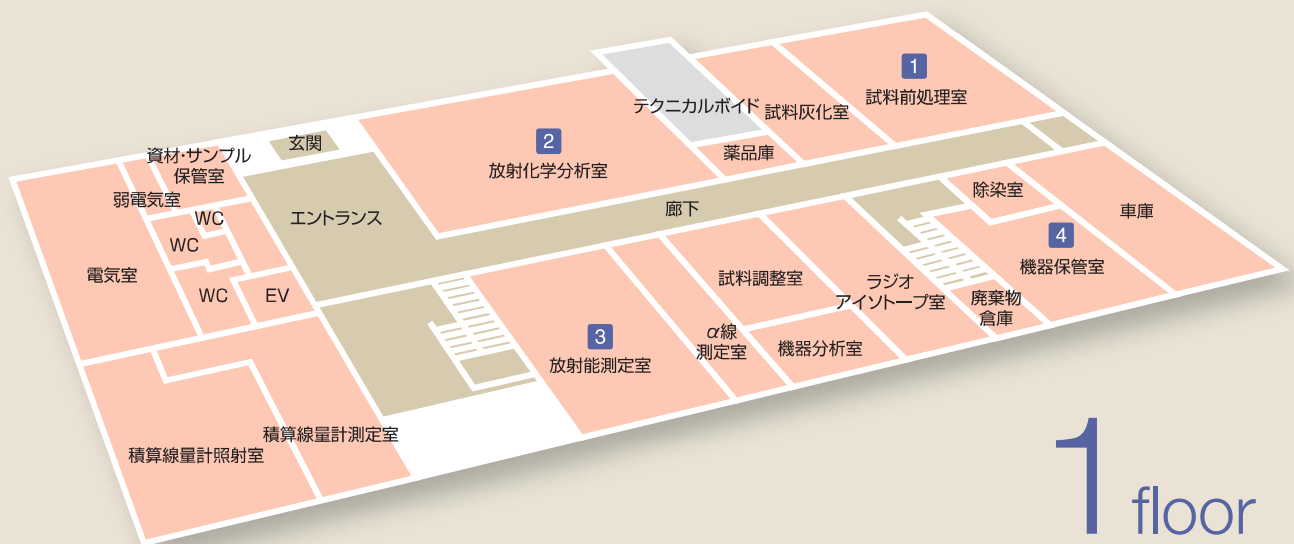 1
試料前処理室
テクニカルボイド
試料灰化室
2
放射化学分析室
薬品庫
玄関
資材・サンプル
保管室
弱電気室
WC
WC
WC
EV
電気室
エントランス
廊下
除染室
車庫
4
機器保管室
試料調整室
ラジオ
アイソトープ室
廃棄物
倉庫
3
放射能測定室
α線
測定室
機器分析室
積算線量計測定室
積算線量計照射室
1 floor